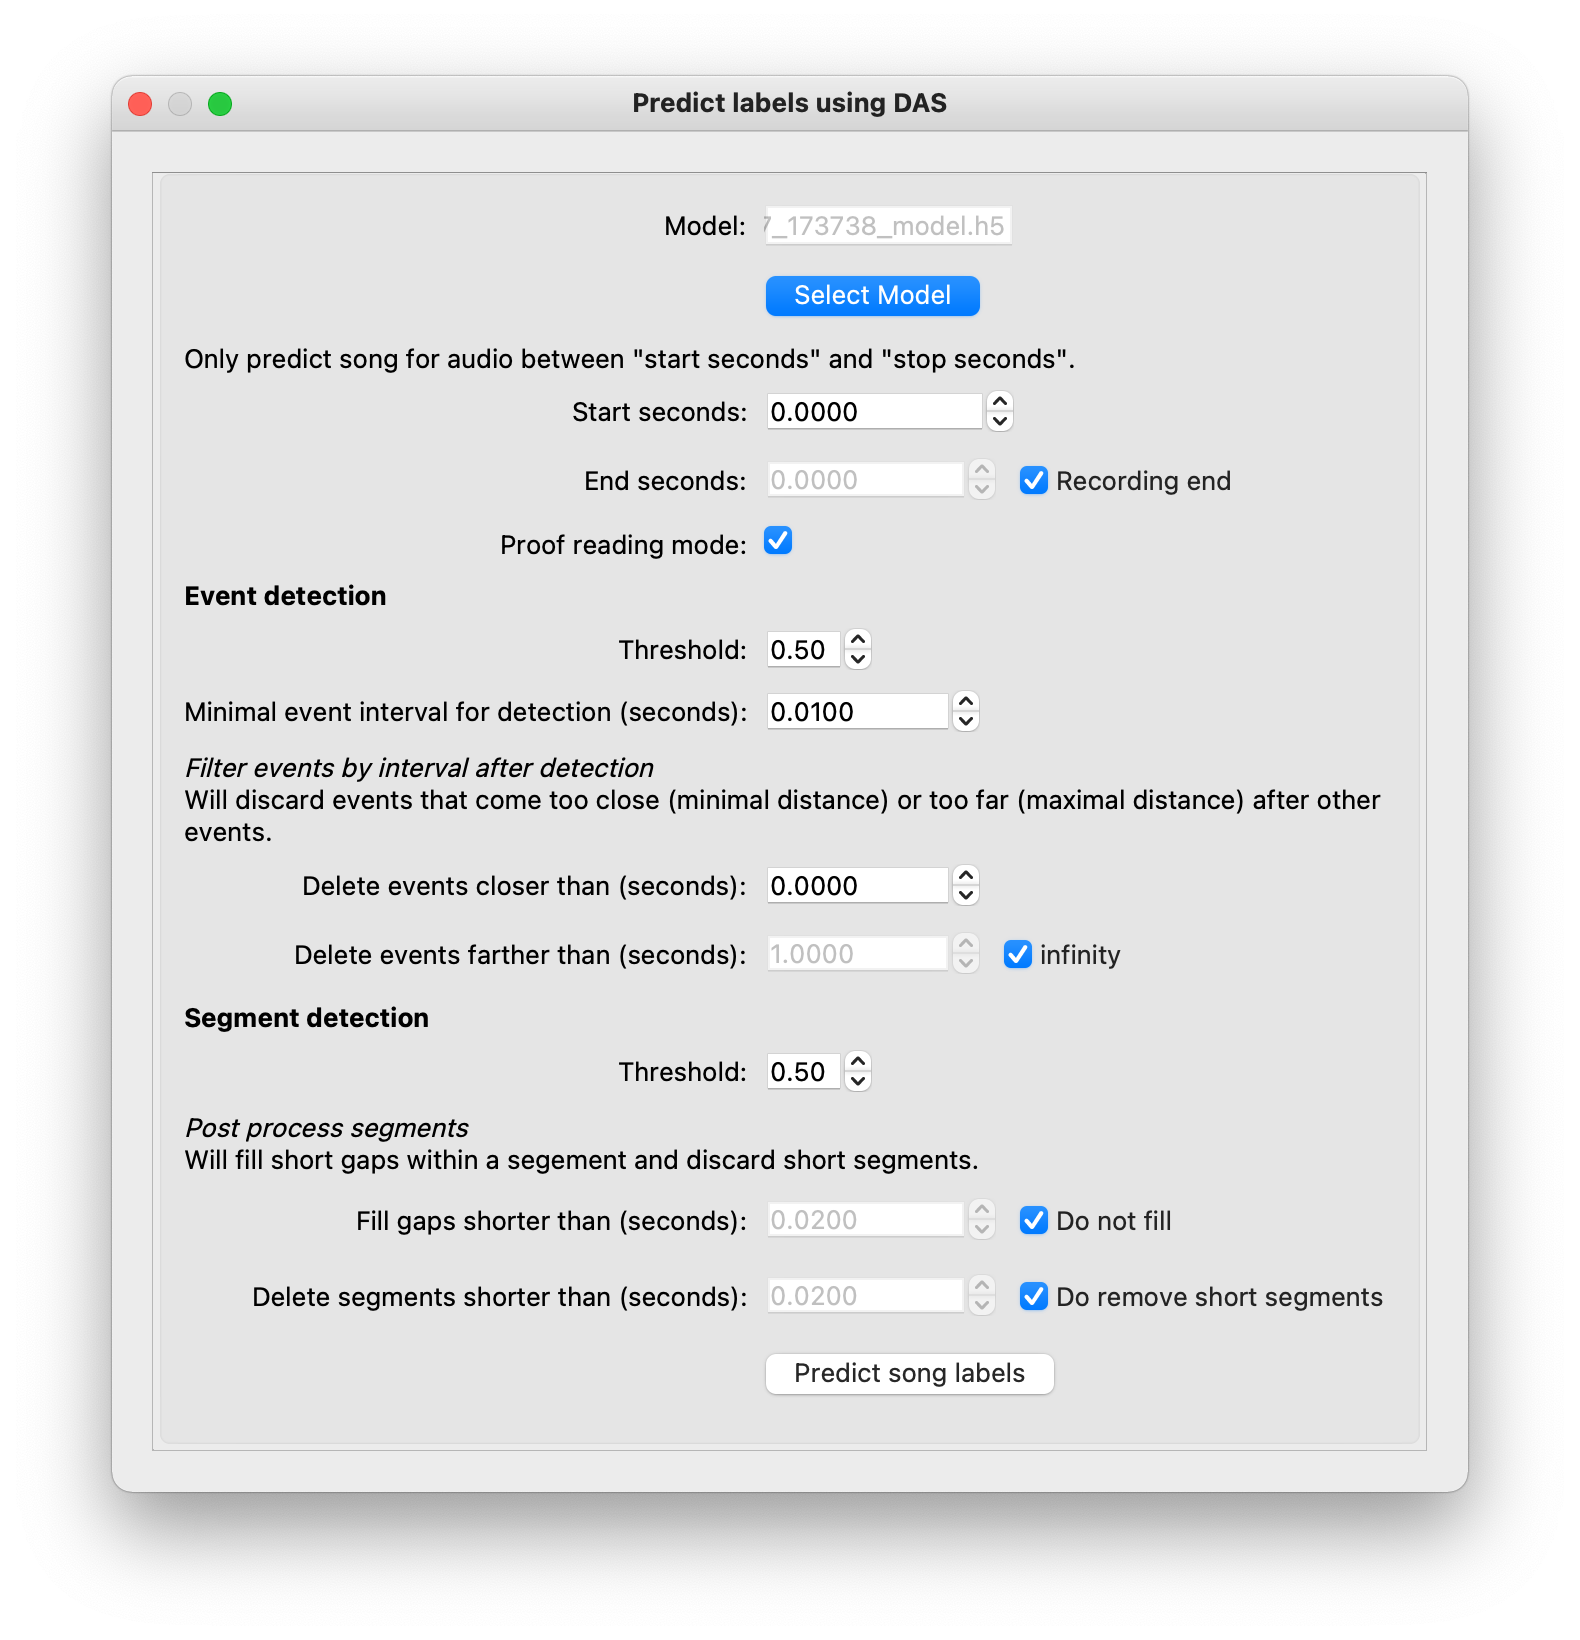 Predict labels using DAS
Model: 7_173738_model.h5
Select Model
Only predict song for audio between "start seconds" and "stop seconds".
Start seconds: 0.0000
End seconds: 0.0000 Recording end
Proof reading mode:
Event detection
Threshold: 0.50
Minimal event interval for detection (seconds): 0.0100
Filter events by interval after detection
Will discard events that come too close (minimal distance) or too far (maximal distance) after other
events.
Delete events closer than (seconds): 0.0000
Delete events farther than (seconds): 1.0000 infinity
Segment detection
Threshold: 0.50
Post process segments
Will fill short gaps within a segement and discard short segments.
Fill gaps shorter than (seconds): 0.0200 Do not fill
Delete segments shorter than (seconds): 0.0200 Do remove short segments
Predict song labels